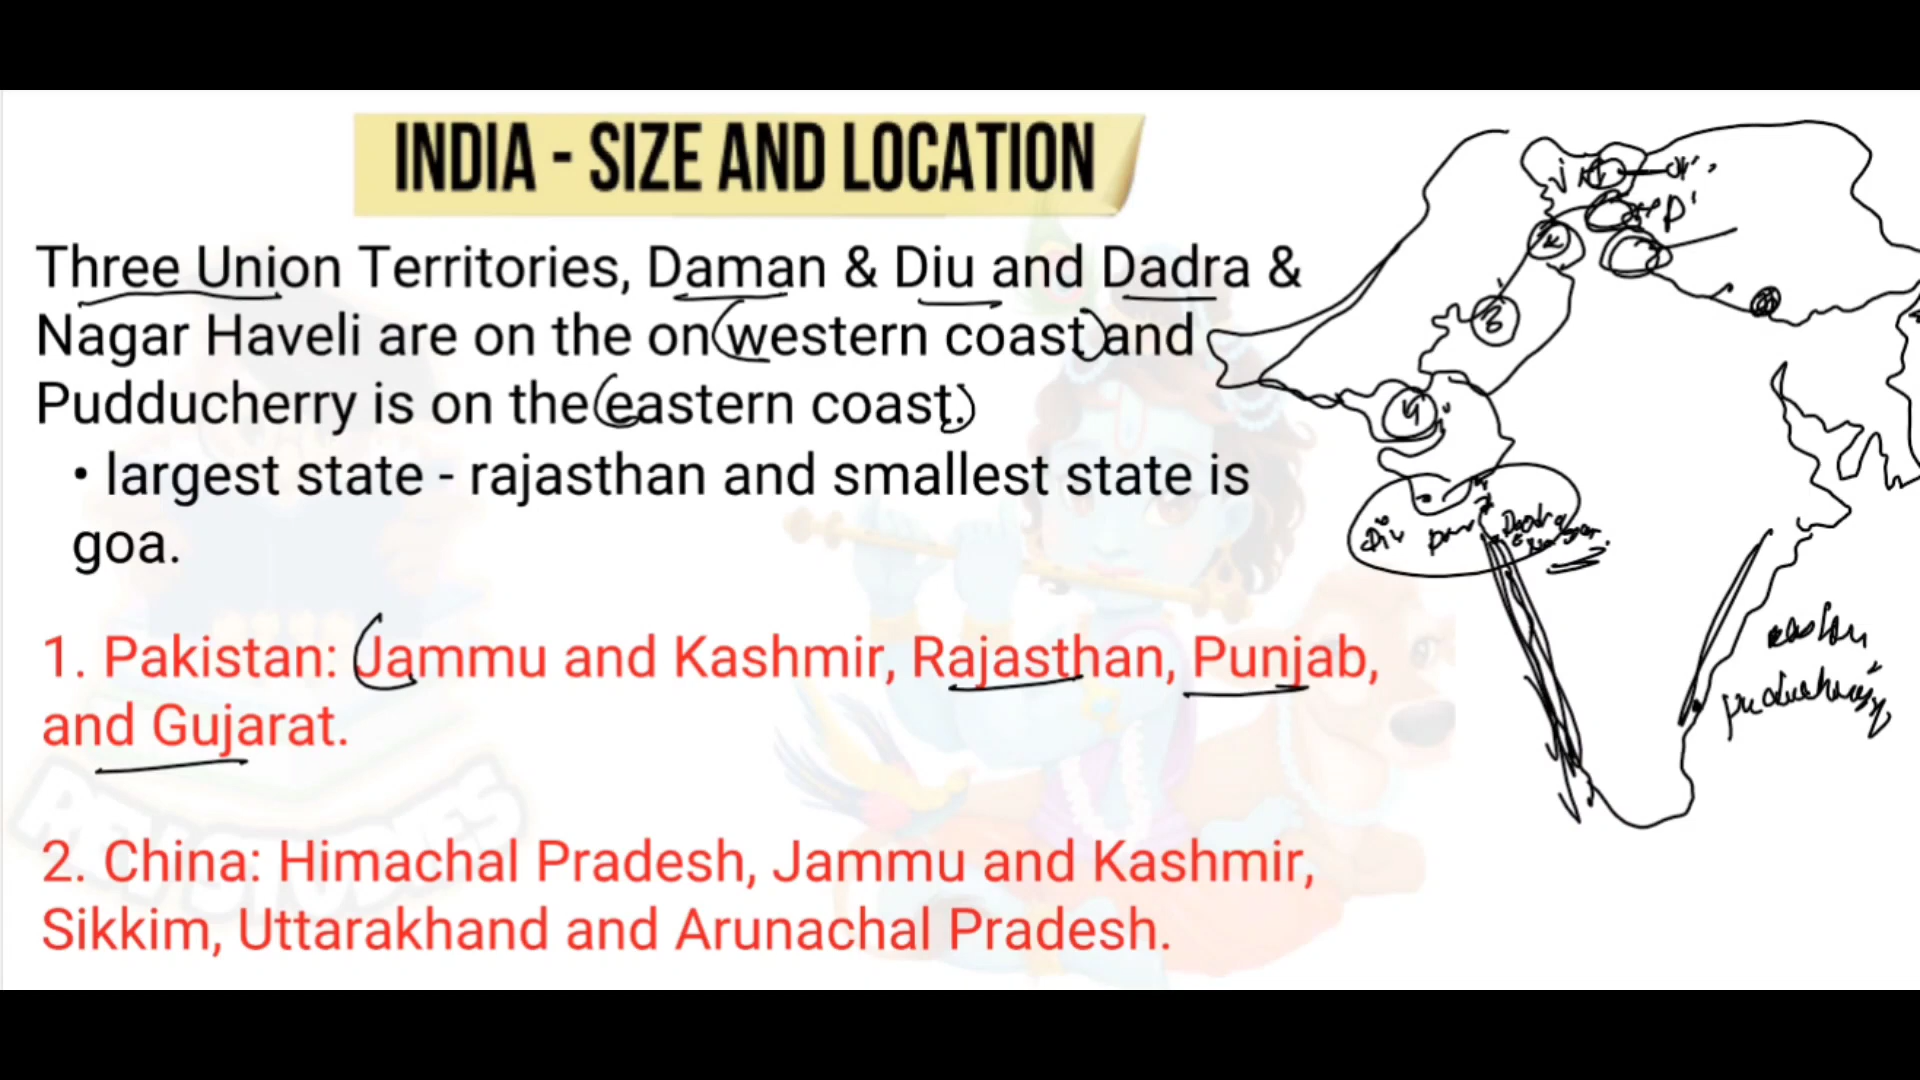 INDIA - SIZE AND LOCATION
Three Union Territories, Daman & Diu and Dadra &
Nagar Haveli are on the on western coast and
Pudducherry is on the eastern coast.
• largest state - rajasthan and smallest state is
goa.
1. Pakistan: Jammu and Kashmir, Rajasthan, Punjab,
and Gujarat.
2. China: Himachal Pradesh, Jammu and Kashmir,
Sikkim, Uttarakhand and Arunachal Pradesh.
Diu